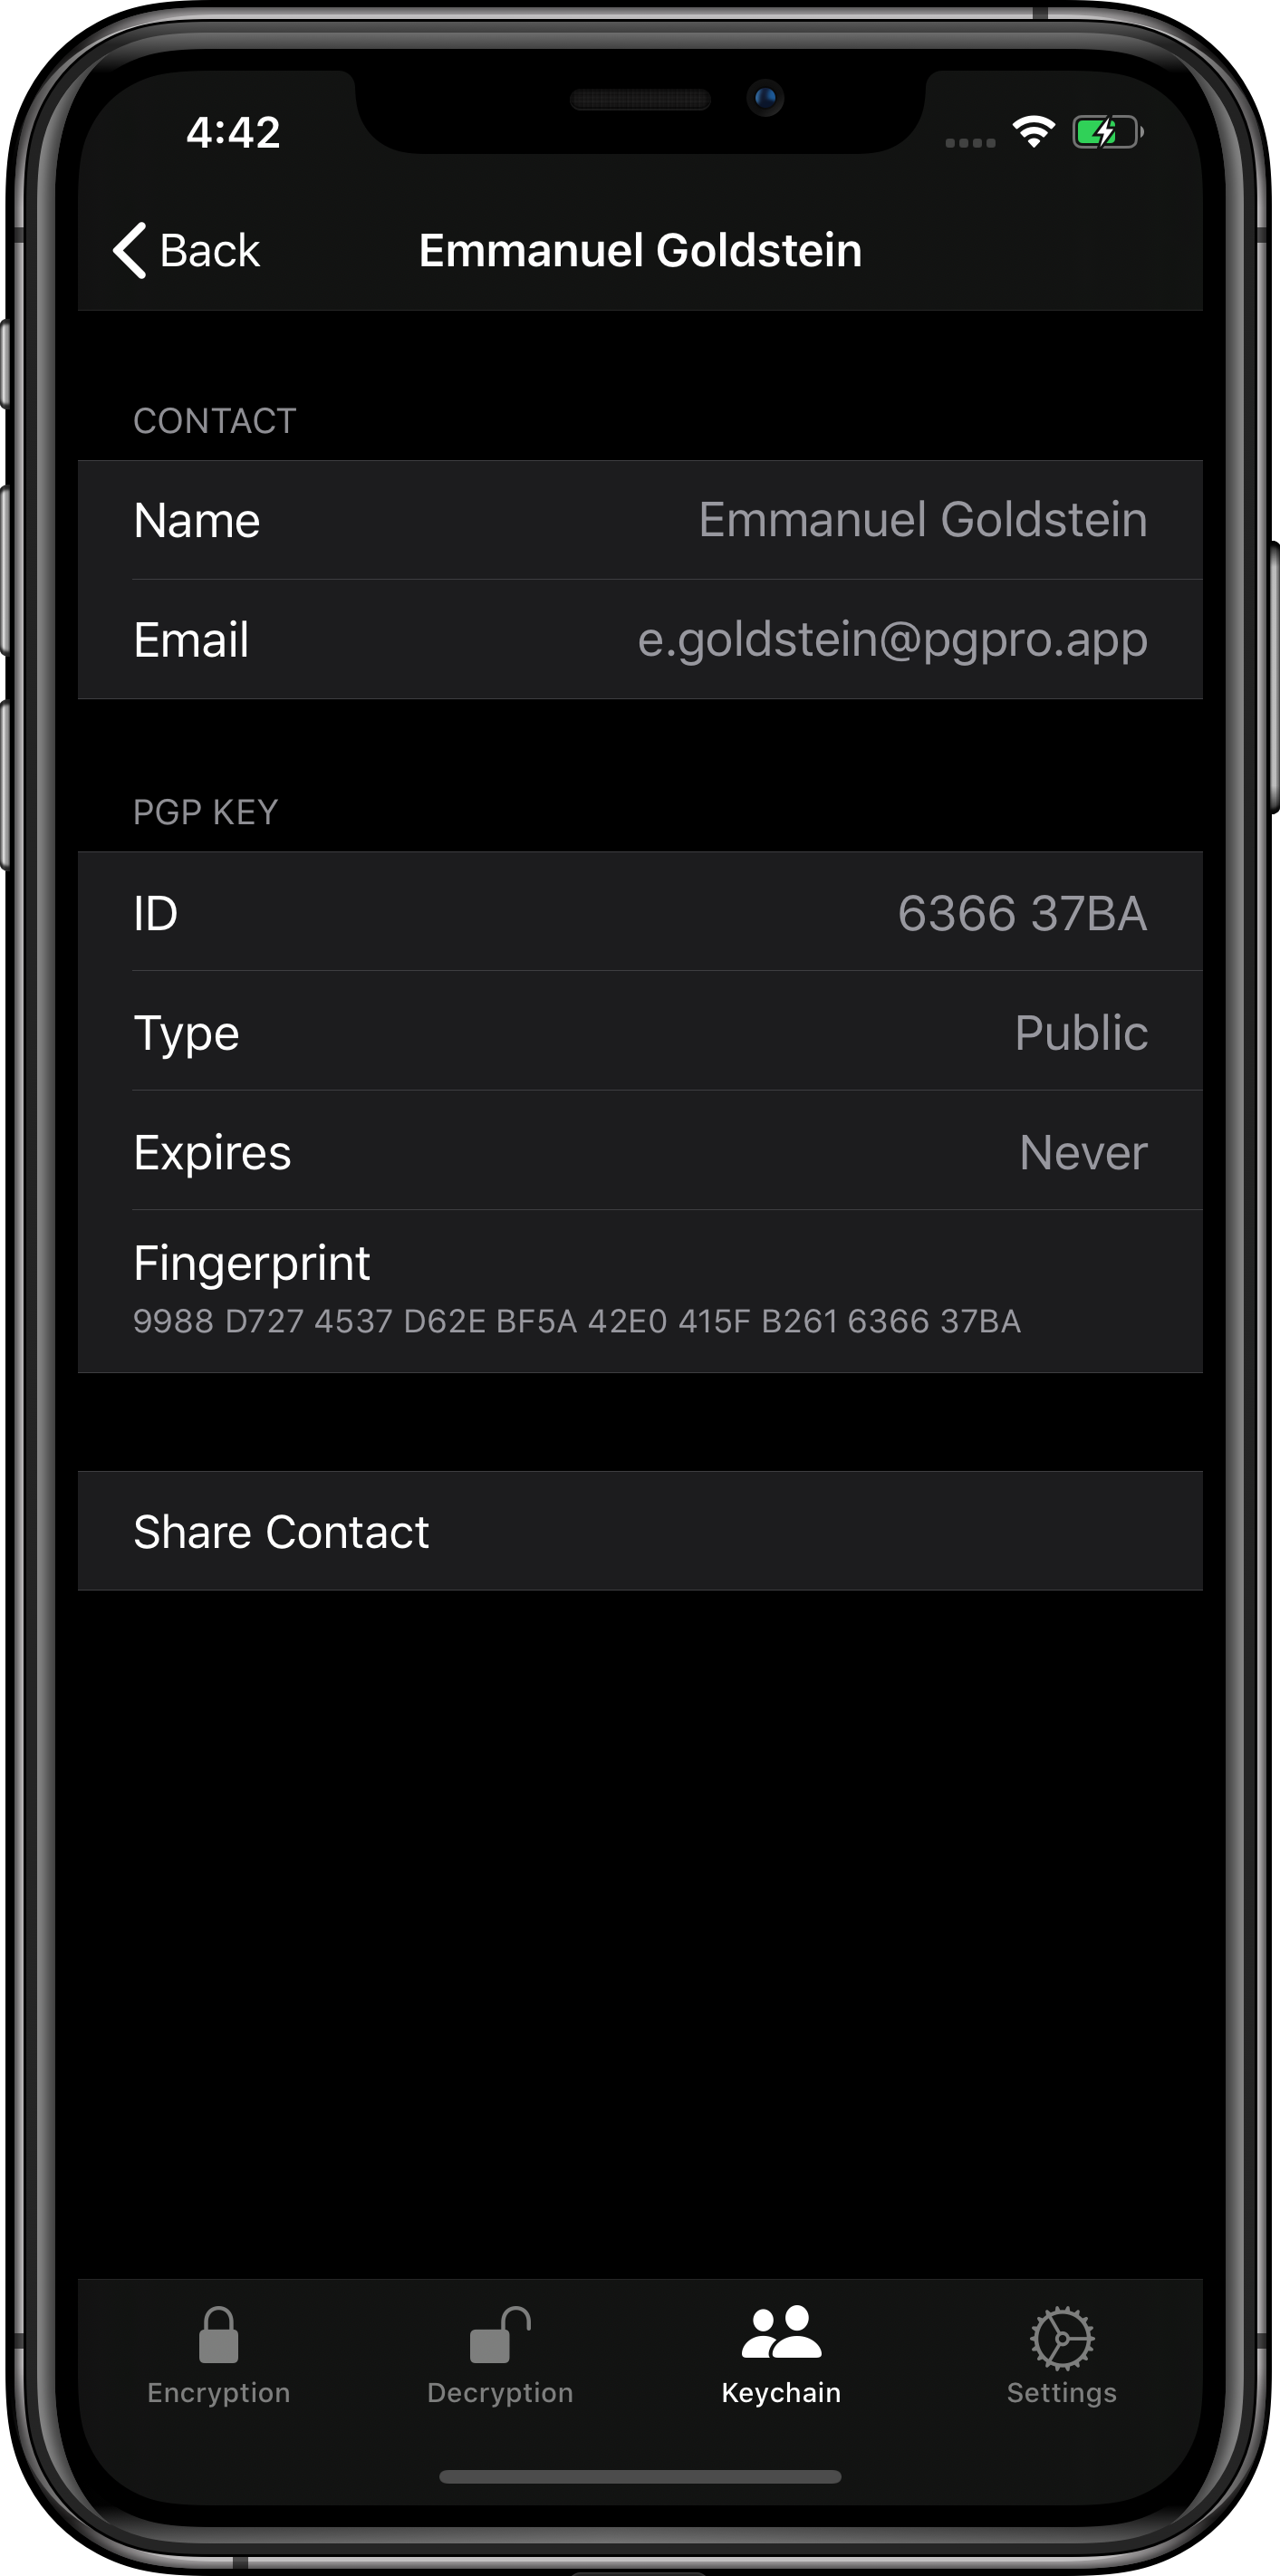 4:42
Back
Emmanuel Goldstein
CONTACT
Name Emmanuel Goldstein
Email e.goldstein@pgpro.app
PGP KEY
ID 6366 37BA
Type Public
Expires Never
Fingerprint
9988 D727 4537 D62E BF5A 42E0 415F B261 6366 37BA
Share Contact
Encryption Decryption Keychain Settings